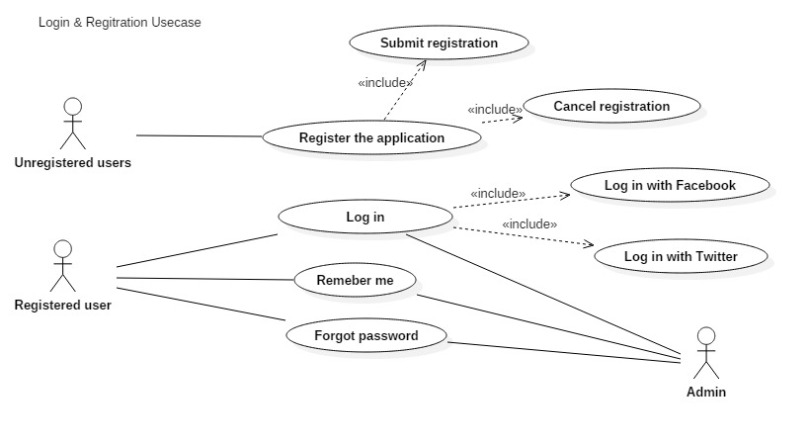 Login & Regitration Usecase
Submit registration
«include»
«include»
Cancel registration
Register the application
Unregistered users
Log in with Facebook
«include»
Log in
«include»
Log in with Twitter
Remeber me
Registered user
Forgot password
Admin